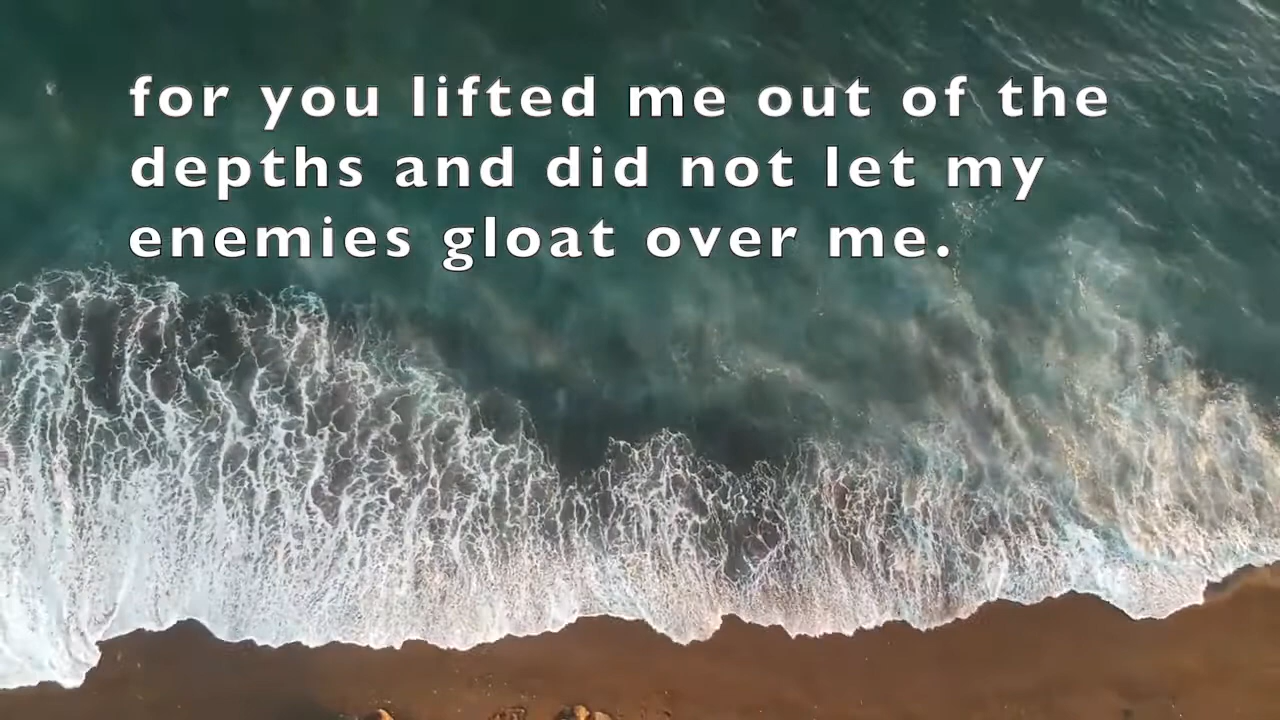 for you lifted me out of the
depths and did not let my
enemies gloat over me.